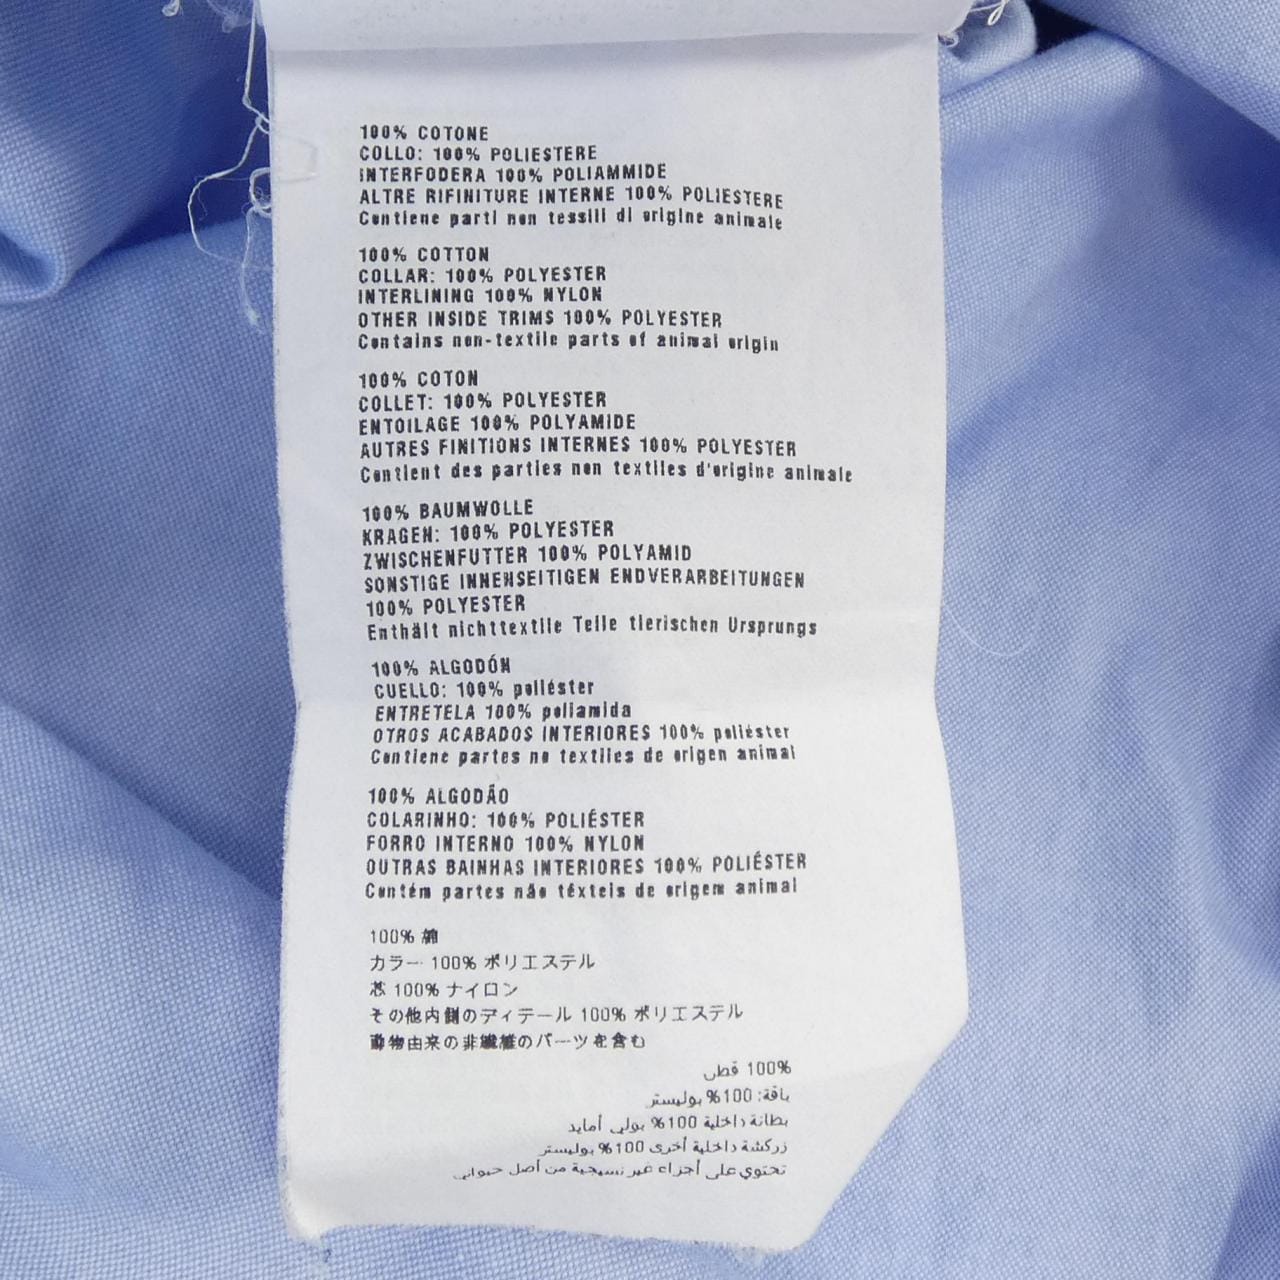 100% COTONE
COLLO: 100% POLIESTERE
INTERFODERA 100% POLIAMMIDE
ALTRE RIFINITURE INTERNE 100% POLIESTERE
Contiene parti non tessili di origine animale
100% COTTON
COLLAR: 100% POLYESTER
INTERLINING 100% NYLON
OTHER INSIDE TRIMS 100% POLYESTER
Contains non-textile parts of animal origin
100% COTON
COLLET: 100% POLYESTER
ENTOILAGE 100% POLYAMIDE
AUTRES FINITIONS INTERNES 100% POLYESTER
Contient des parties non textiles d'origine animale
100% BAUMWOLLE
KRAGEN: 100% POLYESTER
ZWISCHENFUTTER 100% POLYAMID
SONSTIGE INNENSEITIGEN ENDVERARBEITUNGEN
100% POLYESTER
Enthält nichttextile Teile tierischen Ursprungs
100% ALGODÓN
CUELLO: 100% poliéster
ENTRETELA 100% poliamida
OTROS ACABADOS INTERIORES 100% poliéster
Contiene partes no textiles de origen animal
100% ALGODÃO
COLARINHO: 100% POLIÉSTER
FORRO INTERNO 100% NYLON
OUTRAS BAINHAS INTERIORES 100% POLIÉSTER
Contém partes não têxteis de origem animal
100% 綿
カラー 100% ポリエステル
芯 100% ナイロン
その他内側のディテール 100% ポリエステル
動物由来の非繊維のパーツを含む
100% قطن
ياقة: 100% بوليستر
بطانة داخلية 100% بولي أمايد
زركشة داخلية أخرى 100% بوليستر
تحتوي على أجزاء غير نسيجية من أصل حيواني